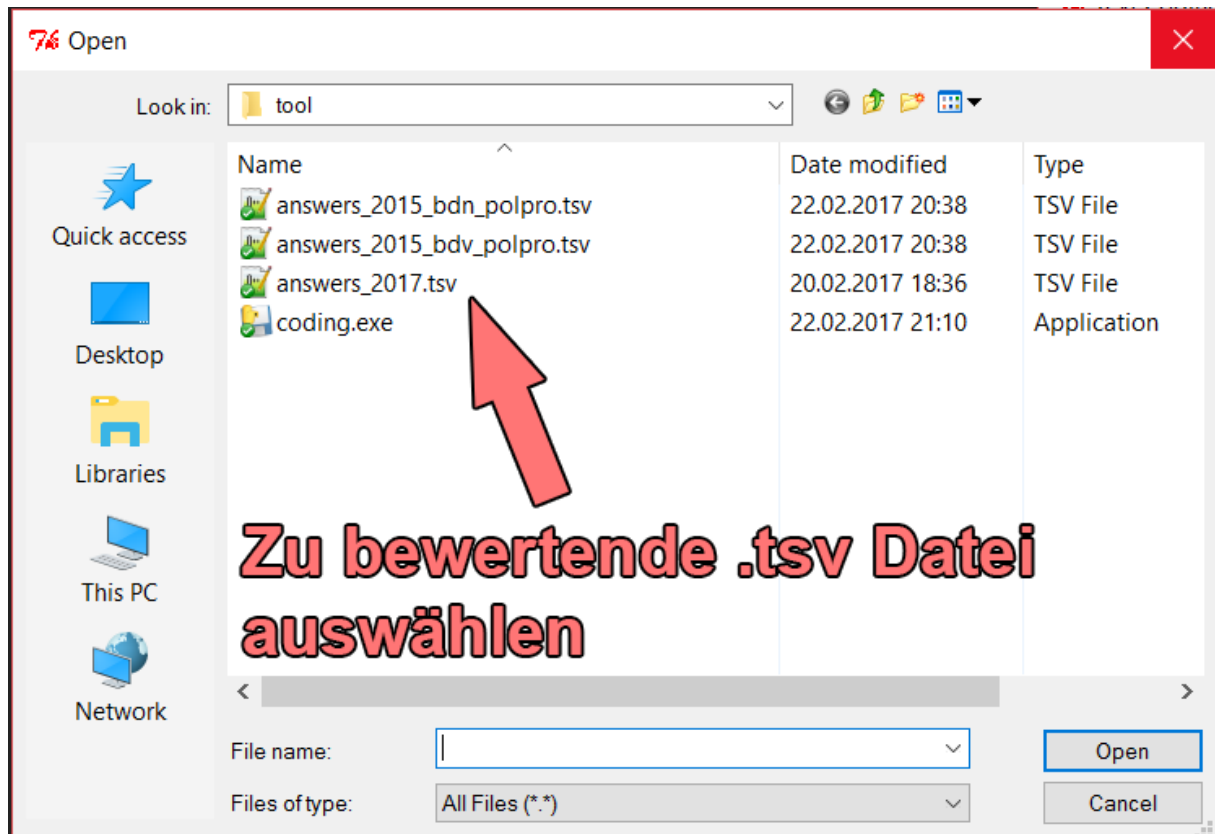 Open
Look in: tool
Name Date modified Type
answers_2015_bdn_polpro.tsv 22.02.2017 20:38 TSV File
answers_2015_bdv_polpro.tsv 22.02.2017 20:38 TSV File
answers_2017.tsv 20.02.2017 18:36 TSV File
coding.exe 22.02.2017 21:10 Application
Quick access
Desktop
Libraries
This PC
Network
Zu bewertende .tsv Datei
auswählen
File name: Open
Files of type: All Files (*.*) Cancel